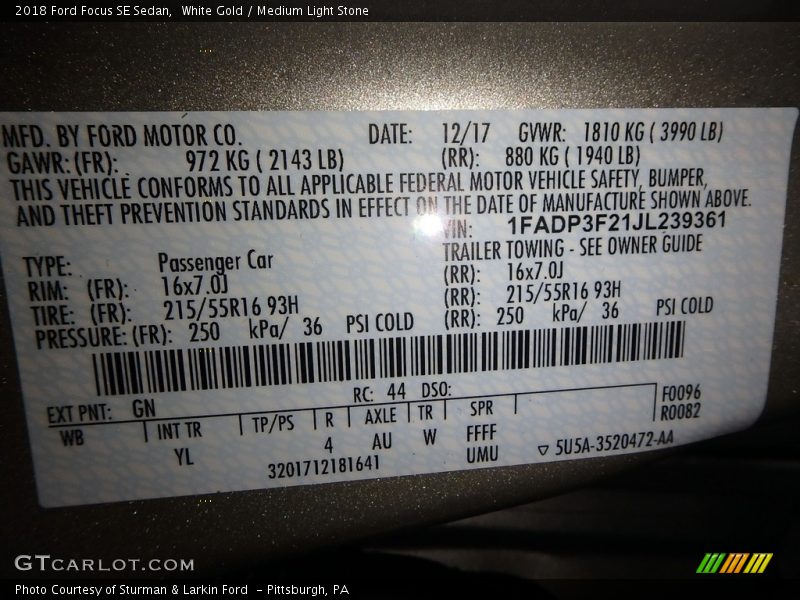 2018 Ford Focus SE Sedan, White Gold / Medium Light Stone
MFD. BY FORD MOTOR CO. DATE: 12/17 GVWR: 1810 KG ( 3990 LB)
GAWR: (FR): 972 KG ( 2143 LB) (RR): 880 KG ( 1940 LB)
THIS VEHICLE CONFORMS TO ALL APPLICABLE FEDERAL MOTOR VEHICLE SAFETY, BUMPER,
AND THEFT PREVENTION STANDARDS IN EFFECT ON THE DATE OF MANUFACTURE SHOWN ABOVE.
VIN: 1FADP3F21JL239361
TYPE: Passenger Car TRAILER TOWING - SEE OWNER GUIDE
RIM: (FR): 16x7.0J (RR): 16x7.0J
TIRE: (FR): 215/55R16 93H (RR): 215/55R16 93H
PRESSURE: (FR): 250 kPa/ 36 PSI COLD (RR): 250 kPa/ 36 PSI COLD
EXT PNT: GN RC: 44 DSO: F0096
WB INT TR TP/PS R AXLE TR SPR R0082
YL 4 AU W FFFF
3201712181641 UMU ▽ 5U5A-3520472-AA
GTCARLOT.COM
Photo Courtesy of Sturman & Larkin Ford - Pittsburgh, PA